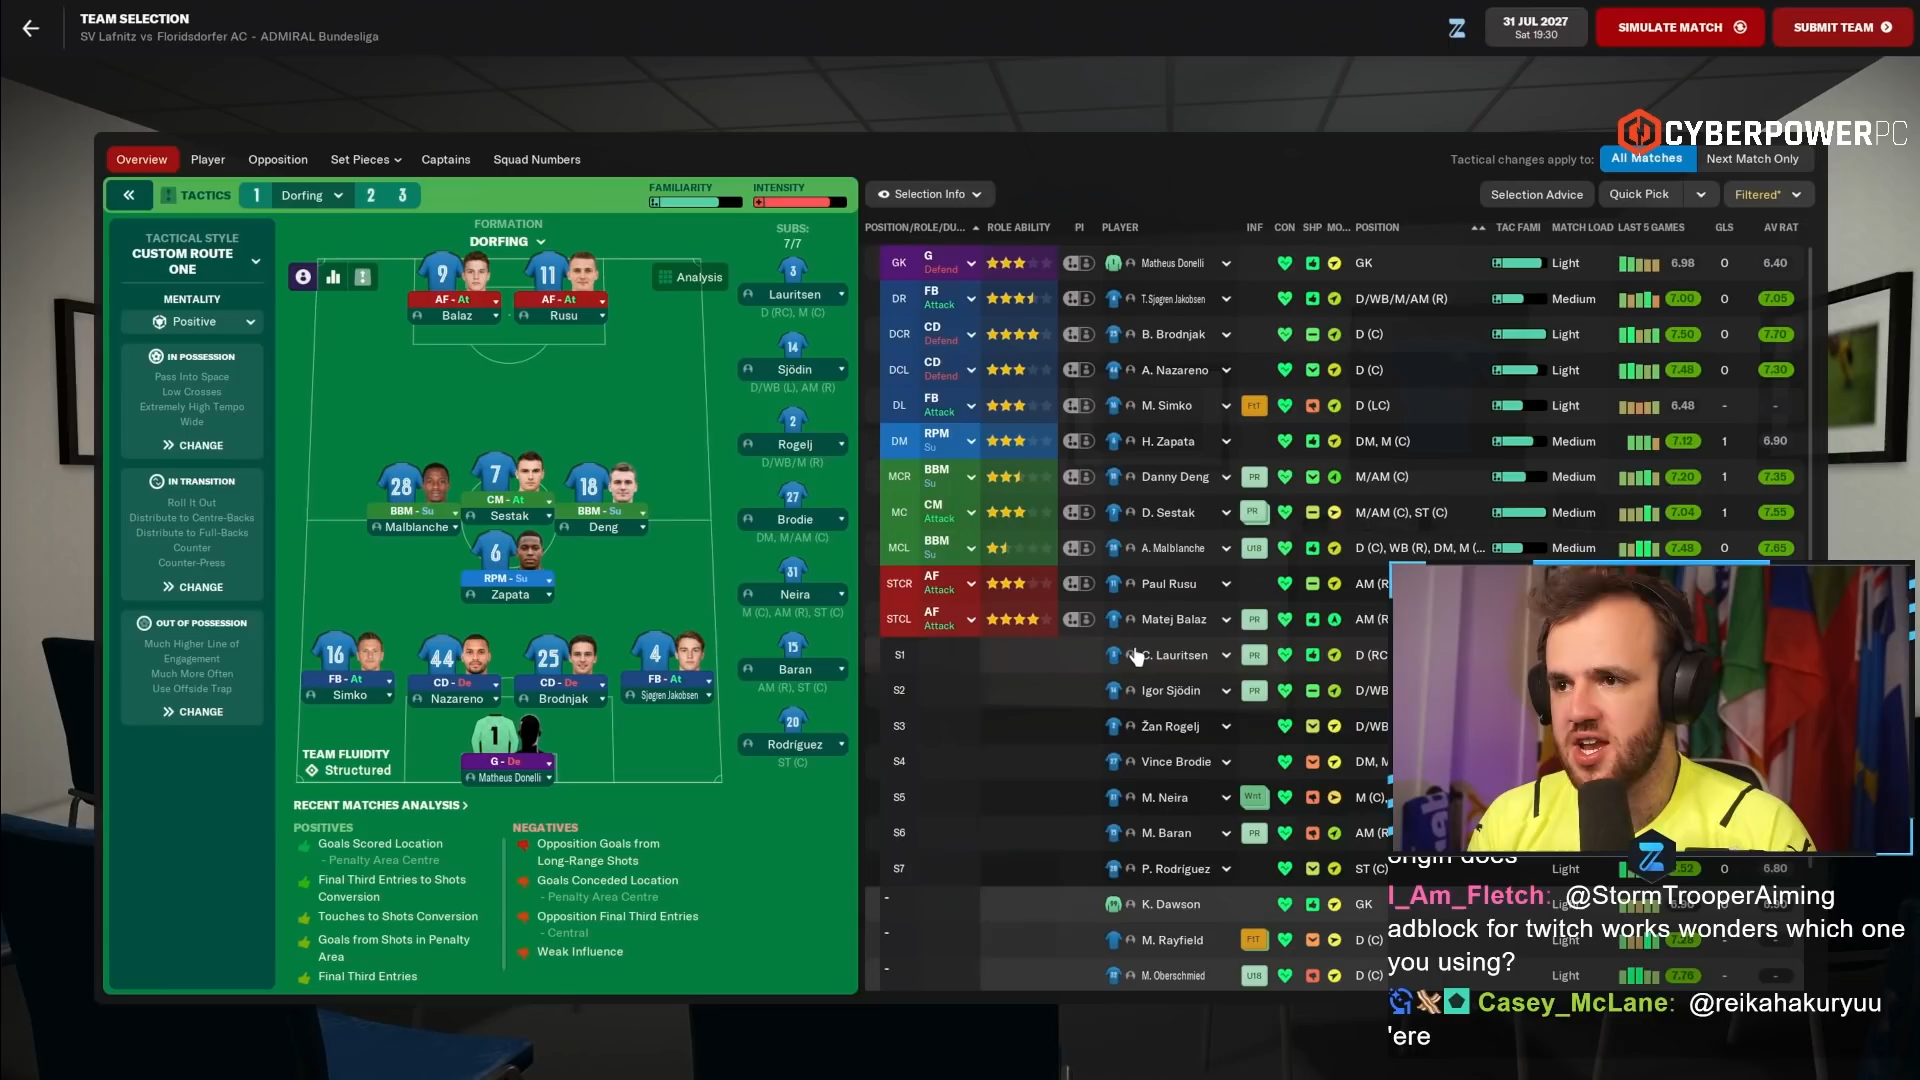 TEAM SELECTION
SV Lafnitz vs Floridsdorfer AC - ADMIRAL Bundesliga
31 JUL 2027
Sat 19:30
SIMULATE MATCH
SUBMIT TEAM
CYBERPOWERPC
Overview
Player
Opposition
Set Pieces
Captains
Squad Numbers
Tactical changes apply to:
All Matches
Next Match Only
TACTICS
1
Dorfing
2
3
FAMILIARITY
INTENSITY
Selection Info
Selection Advice
Quick Pick
Filtered*
TACTICAL STYLE
CUSTOM ROUTE
ONE
MENTALITY
Positive
IN POSSESSION
Pass Into Space
Low Crosses
Extremely High Tempo
Wide
CHANGE
IN TRANSITION
Roll It Out
Distribute to Centre-Backs
Distribute to Full-Backs
Counter
Counter-Press
CHANGE
OUT OF POSSESSION
Much Higher Line of
Engagement
Much More Often
Use Offside Trap
CHANGE
FORMATION
DORFING
Analysis
9
AF - At
Balaz
11
AF - At
Rusu
28
BBM - Su
Malblanche
7
CM - At
Sestak
18
BBM - Su
Deng
6
RPM - Su
Zapata
16
FB - At
Simko
44
CD - De
Nazareno
25
CD - De
Brodnjak
4
FB - At
Sjøgren Jakobsen
1
G - De
Matheus Donelli
TEAM FLUIDITY
Structured
SUBS:
7/7
3
Lauritsen
D (RC), M (C)
14
Sjödin
D/WB (L), AM (R)
2
Rogelj
D/WB/M (R)
27
Brodie
DM, M/AM (C)
31
Neira
M (C), AM (R), ST (C)
15
Baran
AM (R), ST (C)
20
Rodríguez
ST (C)
RECENT MATCHES ANALYSIS
POSITIVES
Goals Scored Location
- Penalty Area Centre
Final Third Entries to Shots
Conversion
Touches to Shots Conversion
Goals from Shots in Penalty
Area
Final Third Entries
NEGATIVES
Opposition Goals from
Long-Range Shots
Goals Conceded Location
- Penalty Area Centre
Opposition Final Third Entries
- Central
Weak Influence
POSITION/ROLE/DU... ROLE ABILITY PI PLAYER INF CON SHP MO... POSITION TAC FAMI MATCH LOAD LAST 5 GAMES GLS AV RAT
GK G Defend Matheus Donelli GK Light 6.98 0 6.40
DR FB Attack T. Sjøgren Jakobsen D/WB/M/AM (R) Medium 7.00 0 7.05
DCR CD Defend B. Brodnjak D (C) Light 7.50 0 7.70
DCL CD Defend A. Nazareno D (C) Light 7.48 0 7.30
DL FB Attack M. Simko FtT D (LC) Light 6.48 - -
DM RPM Su H. Zapata DM, M (C) Medium 7.12 1 6.90
MCR BBM Su Danny Deng PR M/AM (C) Medium 7.20 1 7.35
MC CM Attack D. Sestak PR M/AM (C), ST (C) Medium 7.04 1 7.55
MCL BBM Su A. Malblanche U18 D (C), WB (R), DM, M (... Medium 7.48 0 7.65
STCR AF Attack Paul Rusu AM (R
STCL AF Attack Matej Balaz PR AM (R
S1 C. Lauritsen PR D (RC
S2 Igor Sjödin PR D/WB
S3 Žan Rogelj D/WB
S4 Vince Brodie DM, M
S5 M. Neira Wnt M (C),
S6 M. Baran PR AM (R
S7 P. Rodríguez ST (C) Light 0 6.80
- K. Dawson GK
- M. Rayfield FtT D (C) 7.28 - -
- M. Oberschmied U18 D (C) Light 7.76 - -
origin does
I_Am_Fletch: @StormTrooperAiming
adblock for twitch works wonders which one
you using?
Casey_McLane: @reikahakuryuu
'ere